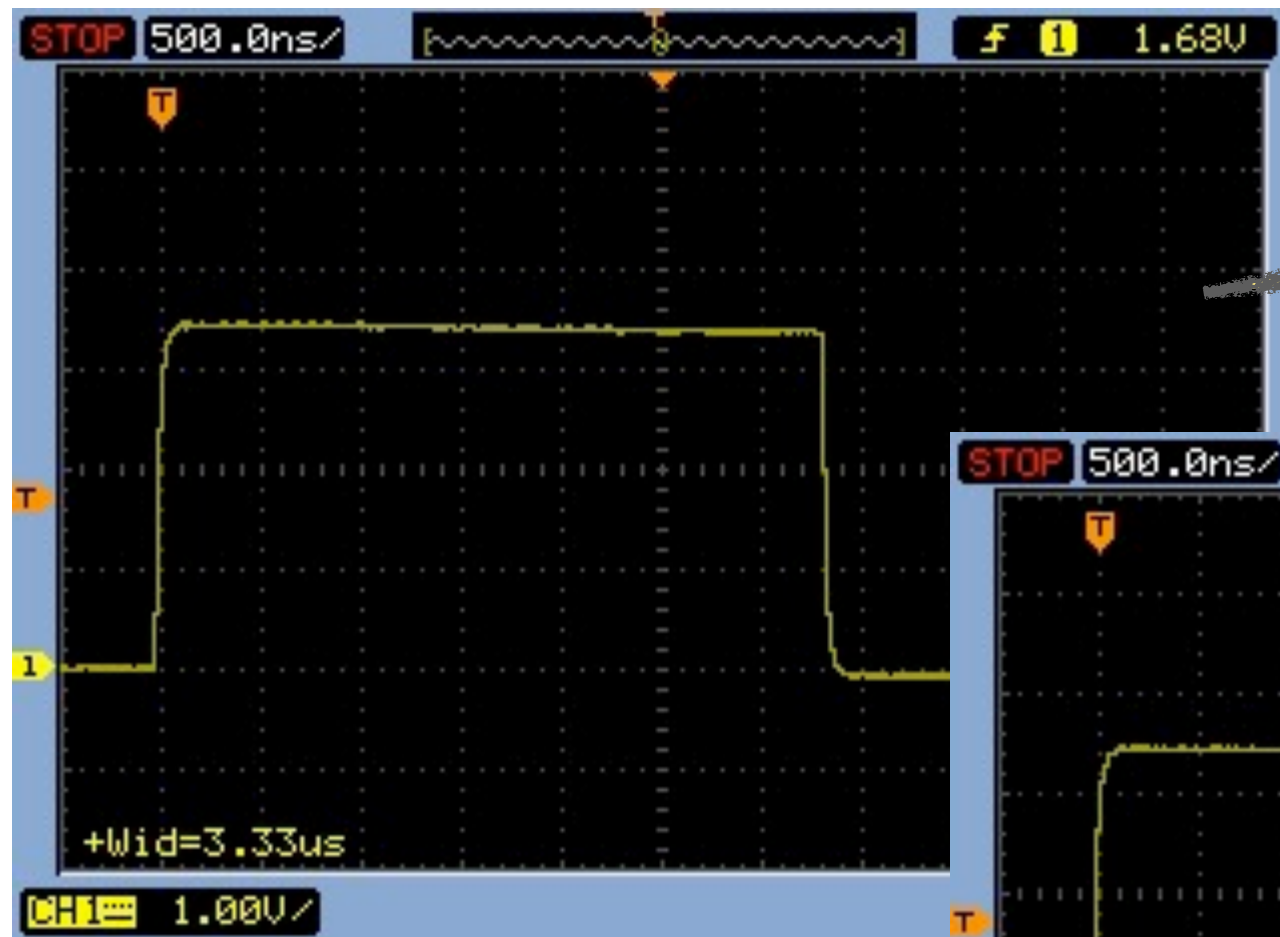 STOP 500.0ns/ T 1 1.68V
T
T
1
+Wid=3.33us
CH1 1.00V/
STOP 500.0ns/
T
T